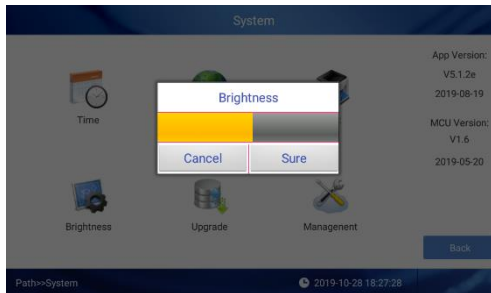 System
App Version:
V5.1.2e
2019-08-19
MCU Version:
V1.6
2019-05-20
Time
Brightness
Cancel
Sure
Brightness
Upgrade
Management
Back
Path>>System
2019-10-28 18:27:28